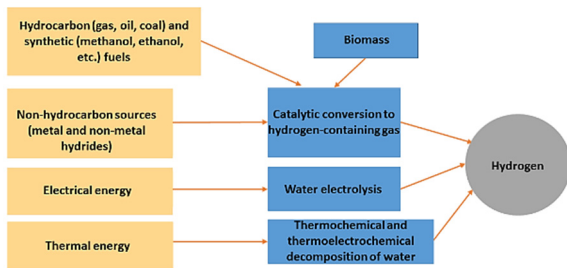 Hydrocarbon (gas, oil, coal) and
synthetic (methanol, ethanol,
etc.) fuels
Biomass
Non-hydrocarbon sources
(metal and non-metal
hydrides)
Catalytic conversion to
hydrogen-containing gas
Hydrogen
Electrical energy
Water electrolysis
Thermal energy
Thermochemical and
thermoelectrochemical
decomposition of water